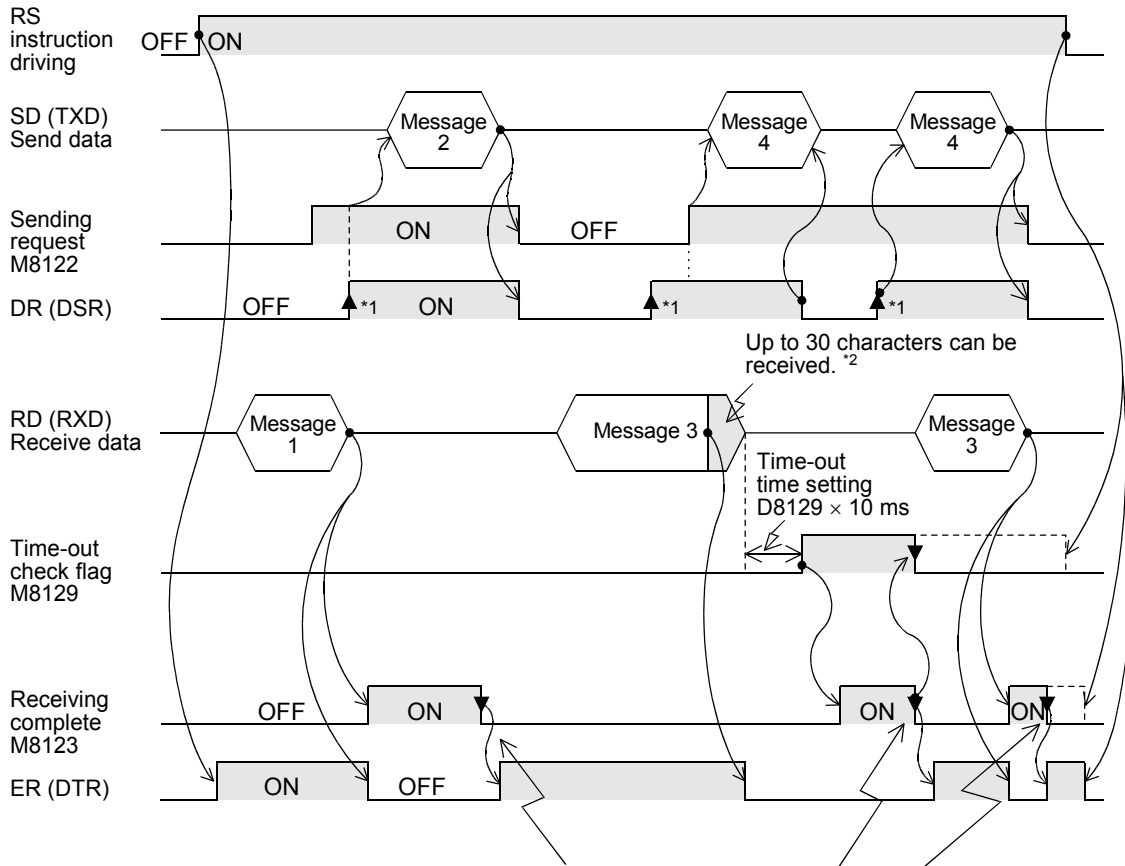 RS
instruction
driving
OFF
ON
SD (TXD)
Send data
Message
2
Message
4
Message
4
Sending
request
M8122
ON
OFF
DR (DSR)
OFF
*1
ON
*1
*1
Up to 30 characters can be
received. *2
RD (RXD)
Receive data
Message
1
Message 3
Message
3
Time-out
time setting
D8129 × 10 ms
Time-out
check flag
M8129
Receiving
complete
M8123
OFF
ON
ON
ON
ER (DTR)
ON
OFF